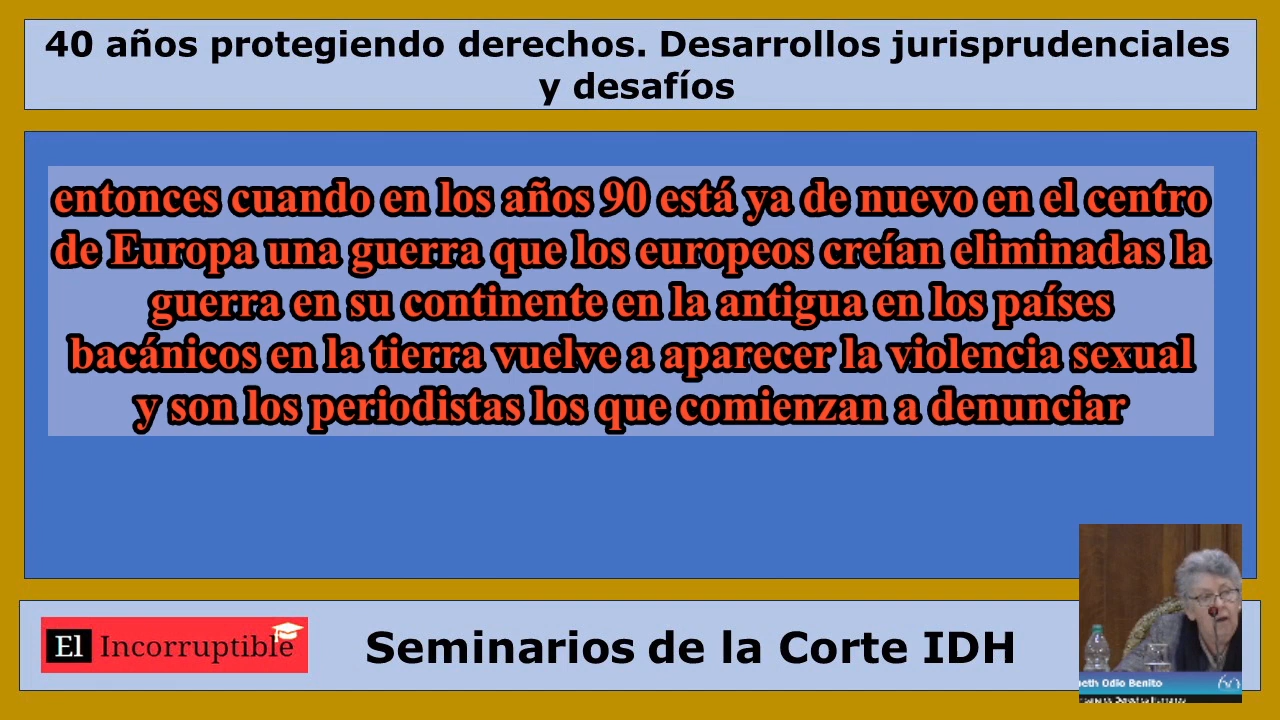 40 años protegiendo derechos. Desarrollos jurisprudenciales
y desafíos
entonces cuando en los años 90 está ya de nuevo en el centro
de Europa una guerra que los europeos creían eliminadas la
guerra en su continente en la antigua en los países
bacánicos en la tierra vuelve a aparecer la violencia sexual
y son los periodistas los que comienzan a denunciar
El Incorruptible
Seminarios de la Corte IDH
beth Odio Benito